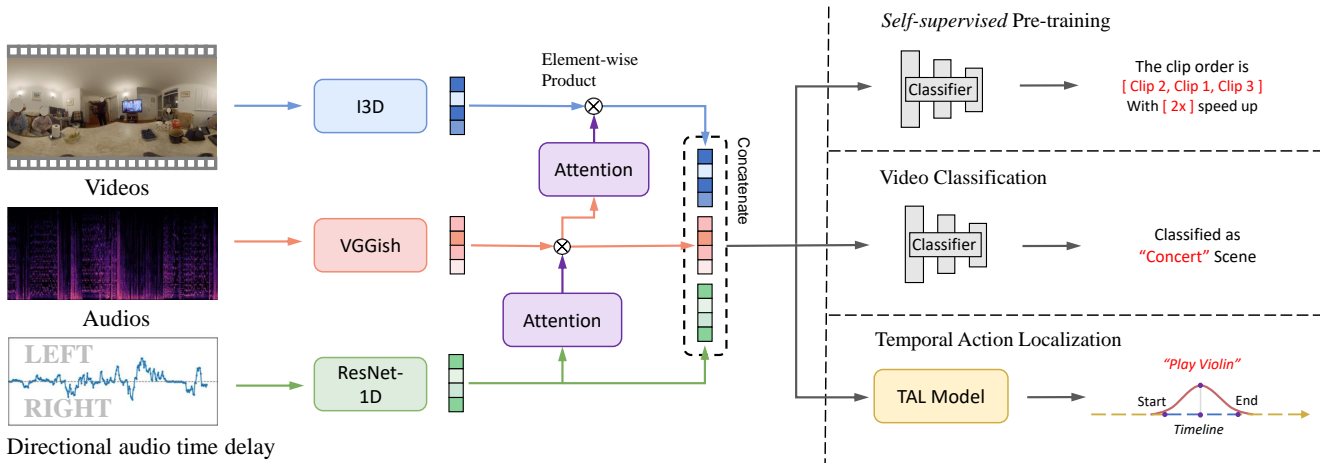 Videos
Audios
LEFT
RIGHT
Directional audio time delay
I3D
VGGish
ResNet-
1D
Element-wise
Product
Attention
Attention
Concatenate
Self-supervised Pre-training
Classifier
The clip order is
[ Clip 2, Clip 1, Clip 3 ]
With [ 2x ] speed up
Video Classification
Classifier
Classified as
“Concert” Scene
Temporal Action Localization
TAL Model
“Play Violin”
Start
End
Timeline